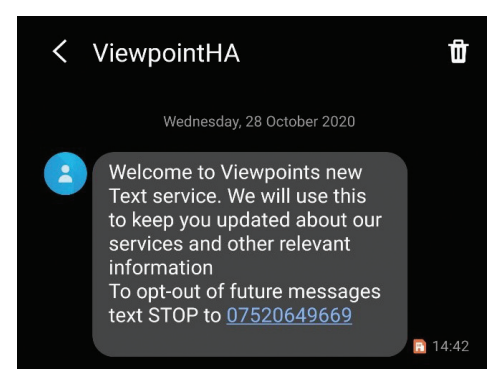 ViewpointHA
Wednesday, 28 October 2020
Welcome to Viewpoints new
Text service. We will use this
to keep you updated about our
services and other relevant
information
To opt-out of future messages
text STOP to 07520649669
14:42